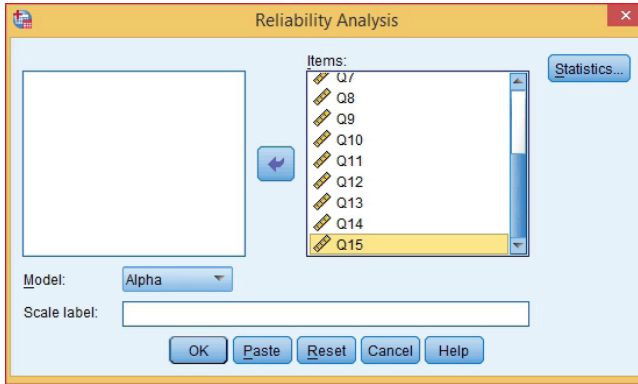 Reliability Analysis
Items:
Statistics...
Q7
Q8
Q9
Q10
Q11
Q12
Q13
Q14
Q15
Model:
Alpha
Scale label:
OK Paste Reset Cancel Help